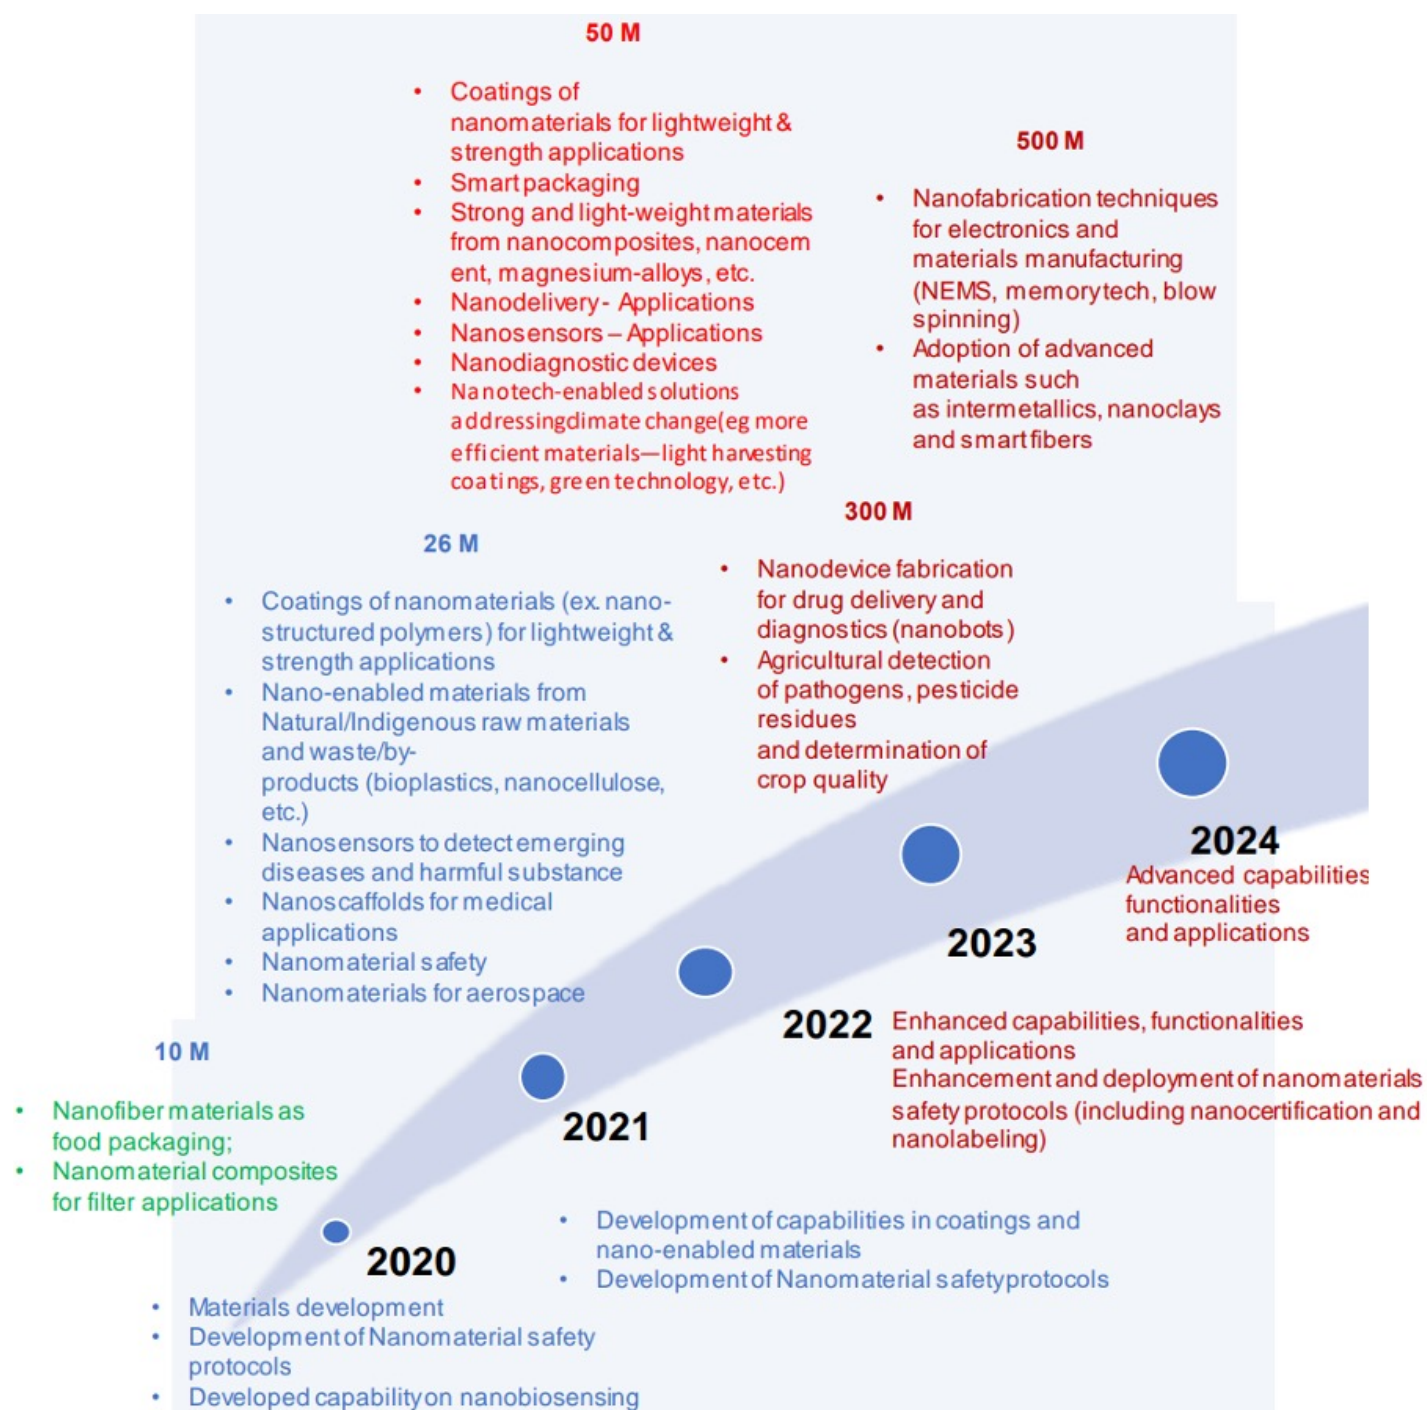 50 M
• Coatings of
nanomaterials for lightweight &
strength applications
• Smart packaging
• Strong and light-weight materials
from nanocomposites, nanocem
ent, magnesium-alloys, etc.
• Nanodelivery - Applications
• Nanosensors – Applications
• Nanodiagnostic devices
• Nanotech-enabled solutions
addressingdimate change(eg more
efficient materials—light harvesting
coatings, green technology, etc.)
500 M
• Nanofabrication techniques
for electronics and
materials manufacturing
(NEMS, memory tech, blow
spinning)
• Adoption of advanced
materials such
as intermetallics, nanoclays
and smart fibers
26 M
• Coatings of nanomaterials (ex. nano-
structured polymers) for lightweight &
strength applications
• Nano-enabled materials from
Natural/Indigenous raw materials
and waste/by-
products (bioplastics, nanocellulose,
etc.)
• Nanosensors to detect emerging
diseases and harmful substance
• Nanoscaffolds for medical
applications
• Nanomaterial safety
• Nanomaterials for aerospace
300 M
• Nanodevice fabrication
for drug delivery and
diagnostics (nanobots)
• Agricultural detection
of pathogens, pesticide
residues
and determination of
crop quality
10 M
• Nanofiber materials as
food packaging;
• Nanomaterial composites
for filter applications
2024
Advanced capabilities
functionalities
and applications
2023
2022
Enhanced capabilities, functionalities
and applications
Enhancement and deployment of nanomaterials
safety protocols (including nanocertification and
nanolabeling)
2021
• Development of capabilities in coatings and
nano-enabled materials
• Development of Nanomaterial safety protocols
2020
• Materials development
• Development of Nanomaterial safety
protocols
• Developed capability on nanobiosensing